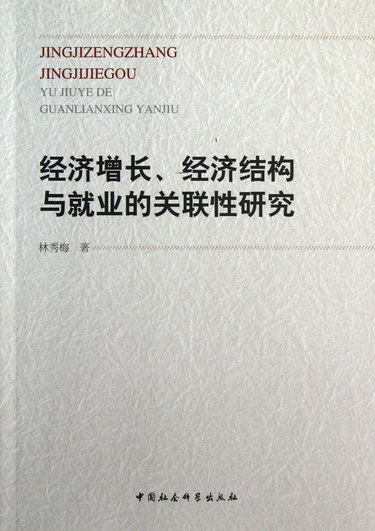 JINGJIZENGZHANG
JINGJIJIEGOU
YU JIUYE DE
GUANLIANXING YANJIU
经济增长、经济结构
与就业的关联性研究
林秀梅 著
中国社会科学出版社